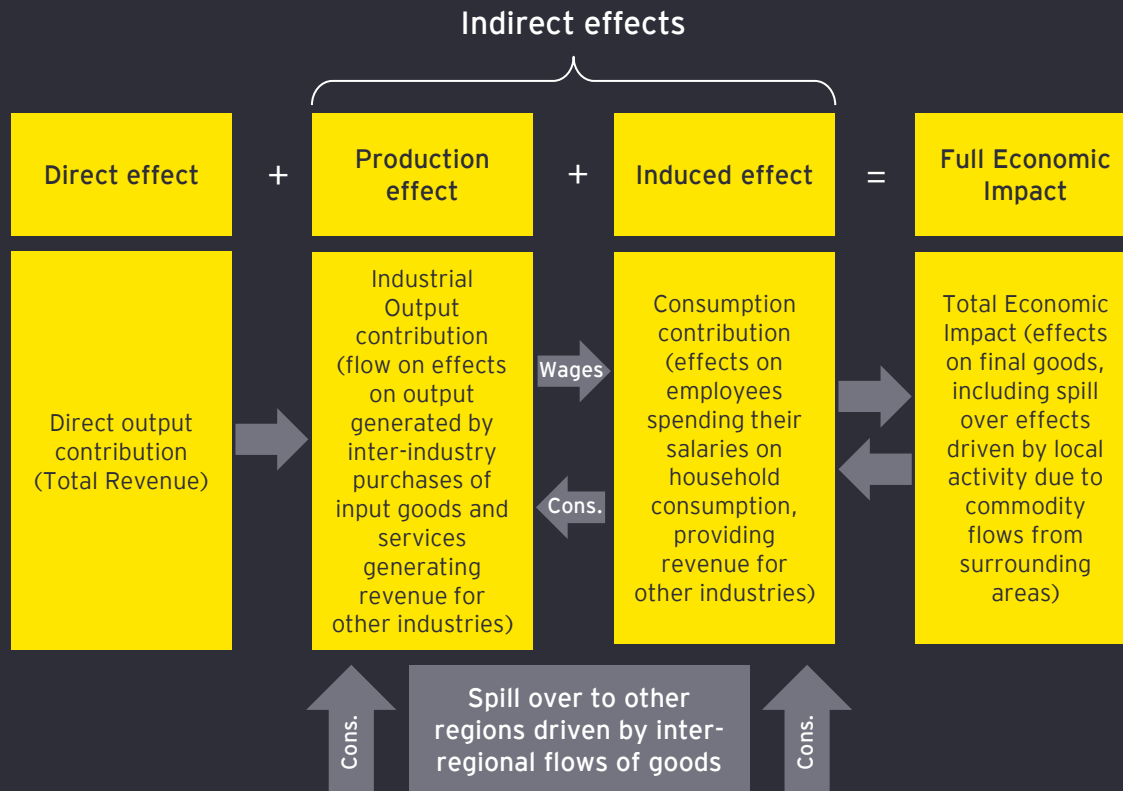 Indirect effects
Direct effect
+
Production
effect
+
Induced effect
=
Full Economic
Impact
Direct output
contribution
(Total Revenue)
Industrial
Output
contribution
(flow on effects
on output
generated by
inter-industry
purchases of
input goods and
services
generating
revenue for
other industries)
Wages
Cons.
Consumption
contribution
(effects on
employees
spending their
salaries on
household
consumption,
providing
revenue for
other industries)
Total Economic
Impact (effects
on final goods,
including spill
over effects
driven by local
activity due to
commodity
flows from
surrounding
areas)
Cons.
Spill over to other
regions driven by inter-
regional flows of goods
Cons.